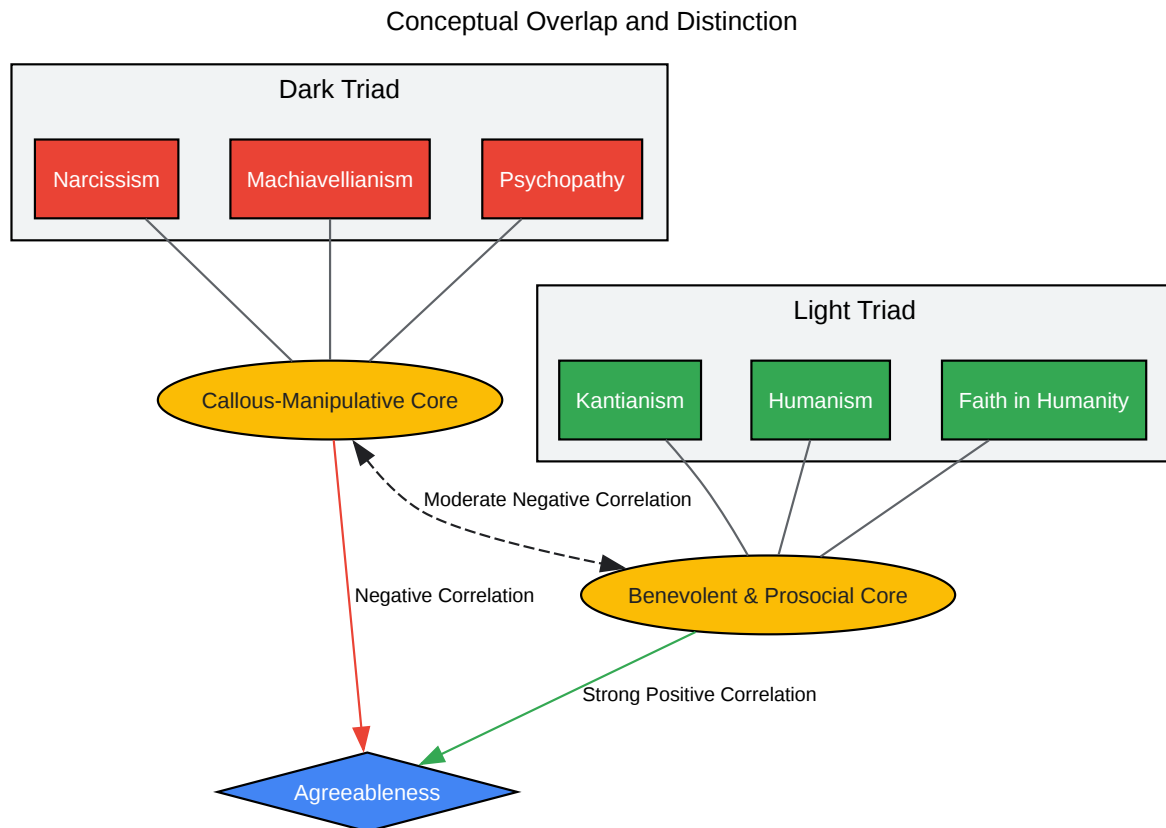 Conceptual Overlap and Distinction
Dark Triad
Narcissism
Machiavellianism
Psychopathy
Light Triad
Kantianism
Humanism
Faith in Humanity
Callous-Manipulative Core
Moderate Negative Correlation
Negative Correlation
Benevolent & Prosocial Core
Strong Positive Correlation
Agreeableness